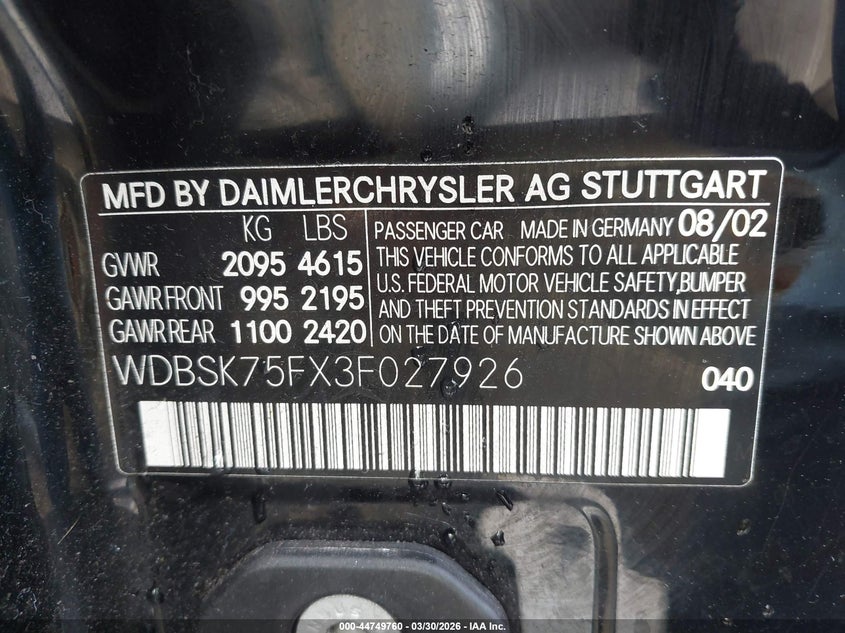 MFD BY DAIMLERCHRYSLER AG STUTTGART
KG LBS
GVWR 2095 4615
GAWR FRONT 995 2195
GAWR REAR 1100 2420
PASSENGER CAR MADE IN GERMANY 08/02
THIS VEHICLE CONFORMS TO ALL APPLICABLE
U.S. FEDERAL MOTOR VEHICLE SAFETY,BUMPER
AND THEFT PREVENTION STANDARDS IN EFFECT
ON THE DATE OF MANUFACTURE SHOWN ABOVE
WDBSK75FX3F027926 040
000-44749760 - 03/30/2026 - IAA Inc.